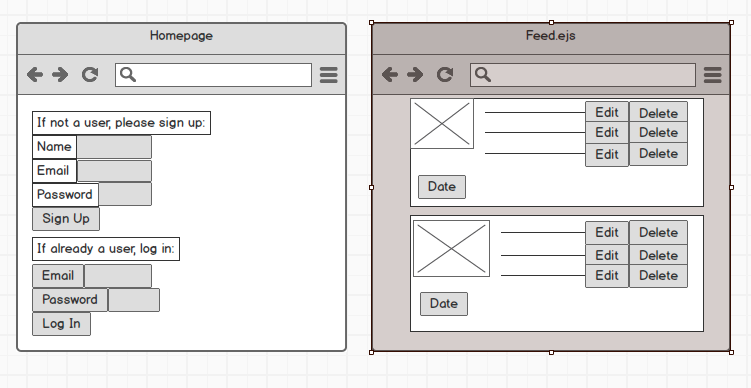 Homepage
If not a user, please sign up:
Name
Email
Password
Sign Up
If already a user, log in:
Email
Password
Log In
Feed.ejs
Edit Delete
Edit Delete
Edit Delete
Date
Edit Delete
Edit Delete
Edit Delete
Date